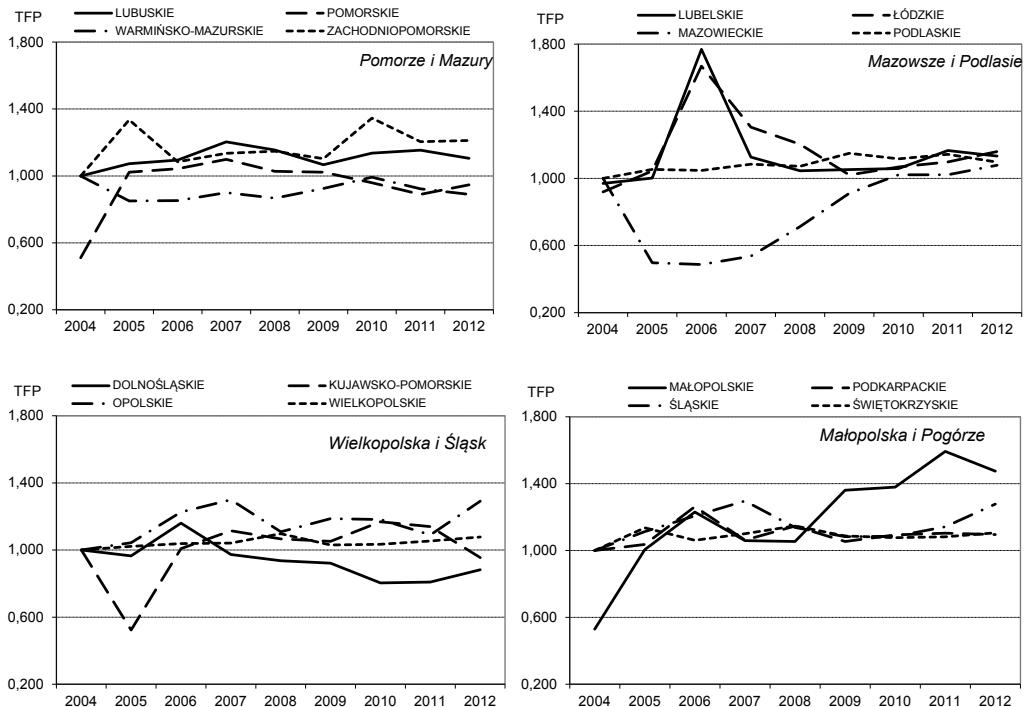 TFP
LUBUSKIE
POMORSKIE
WARMIŃSKO-MAZURSKIE
ZACHODNIOPOMORSKIE
Pomorze i Mazury
1,800
1,400
1,000
0,600
0,200
2004 2005 2006 2007 2008 2009 2010 2011 2012
TFP
LUBELSKIE
ŁÓDZKIE
MAZOWIECKIE
PODLASKIE
Mazowsze i Podlasie
1,800
1,400
1,000
0,600
0,200
2004 2005 2006 2007 2008 2009 2010 2011 2012
TFP
DOLNOŚLĄSKIE
KUJAWSKO-POMORSKIE
OPOLSKIE
WIELKOPOLSKIE
Wielkopolska i Śląsk
1,800
1,400
1,000
0,600
0,200
2004 2005 2006 2007 2008 2009 2010 2011 2012
TFP
MAŁOPOLSKIE
PODKARPACKIE
ŚLĄSKIE
ŚWIĘTOKRZYSKIE
Małopolska i Pogórze
1,800
1,400
1,000
0,600
0,200
2004 2005 2006 2007 2008 2009 2010 2011 2012